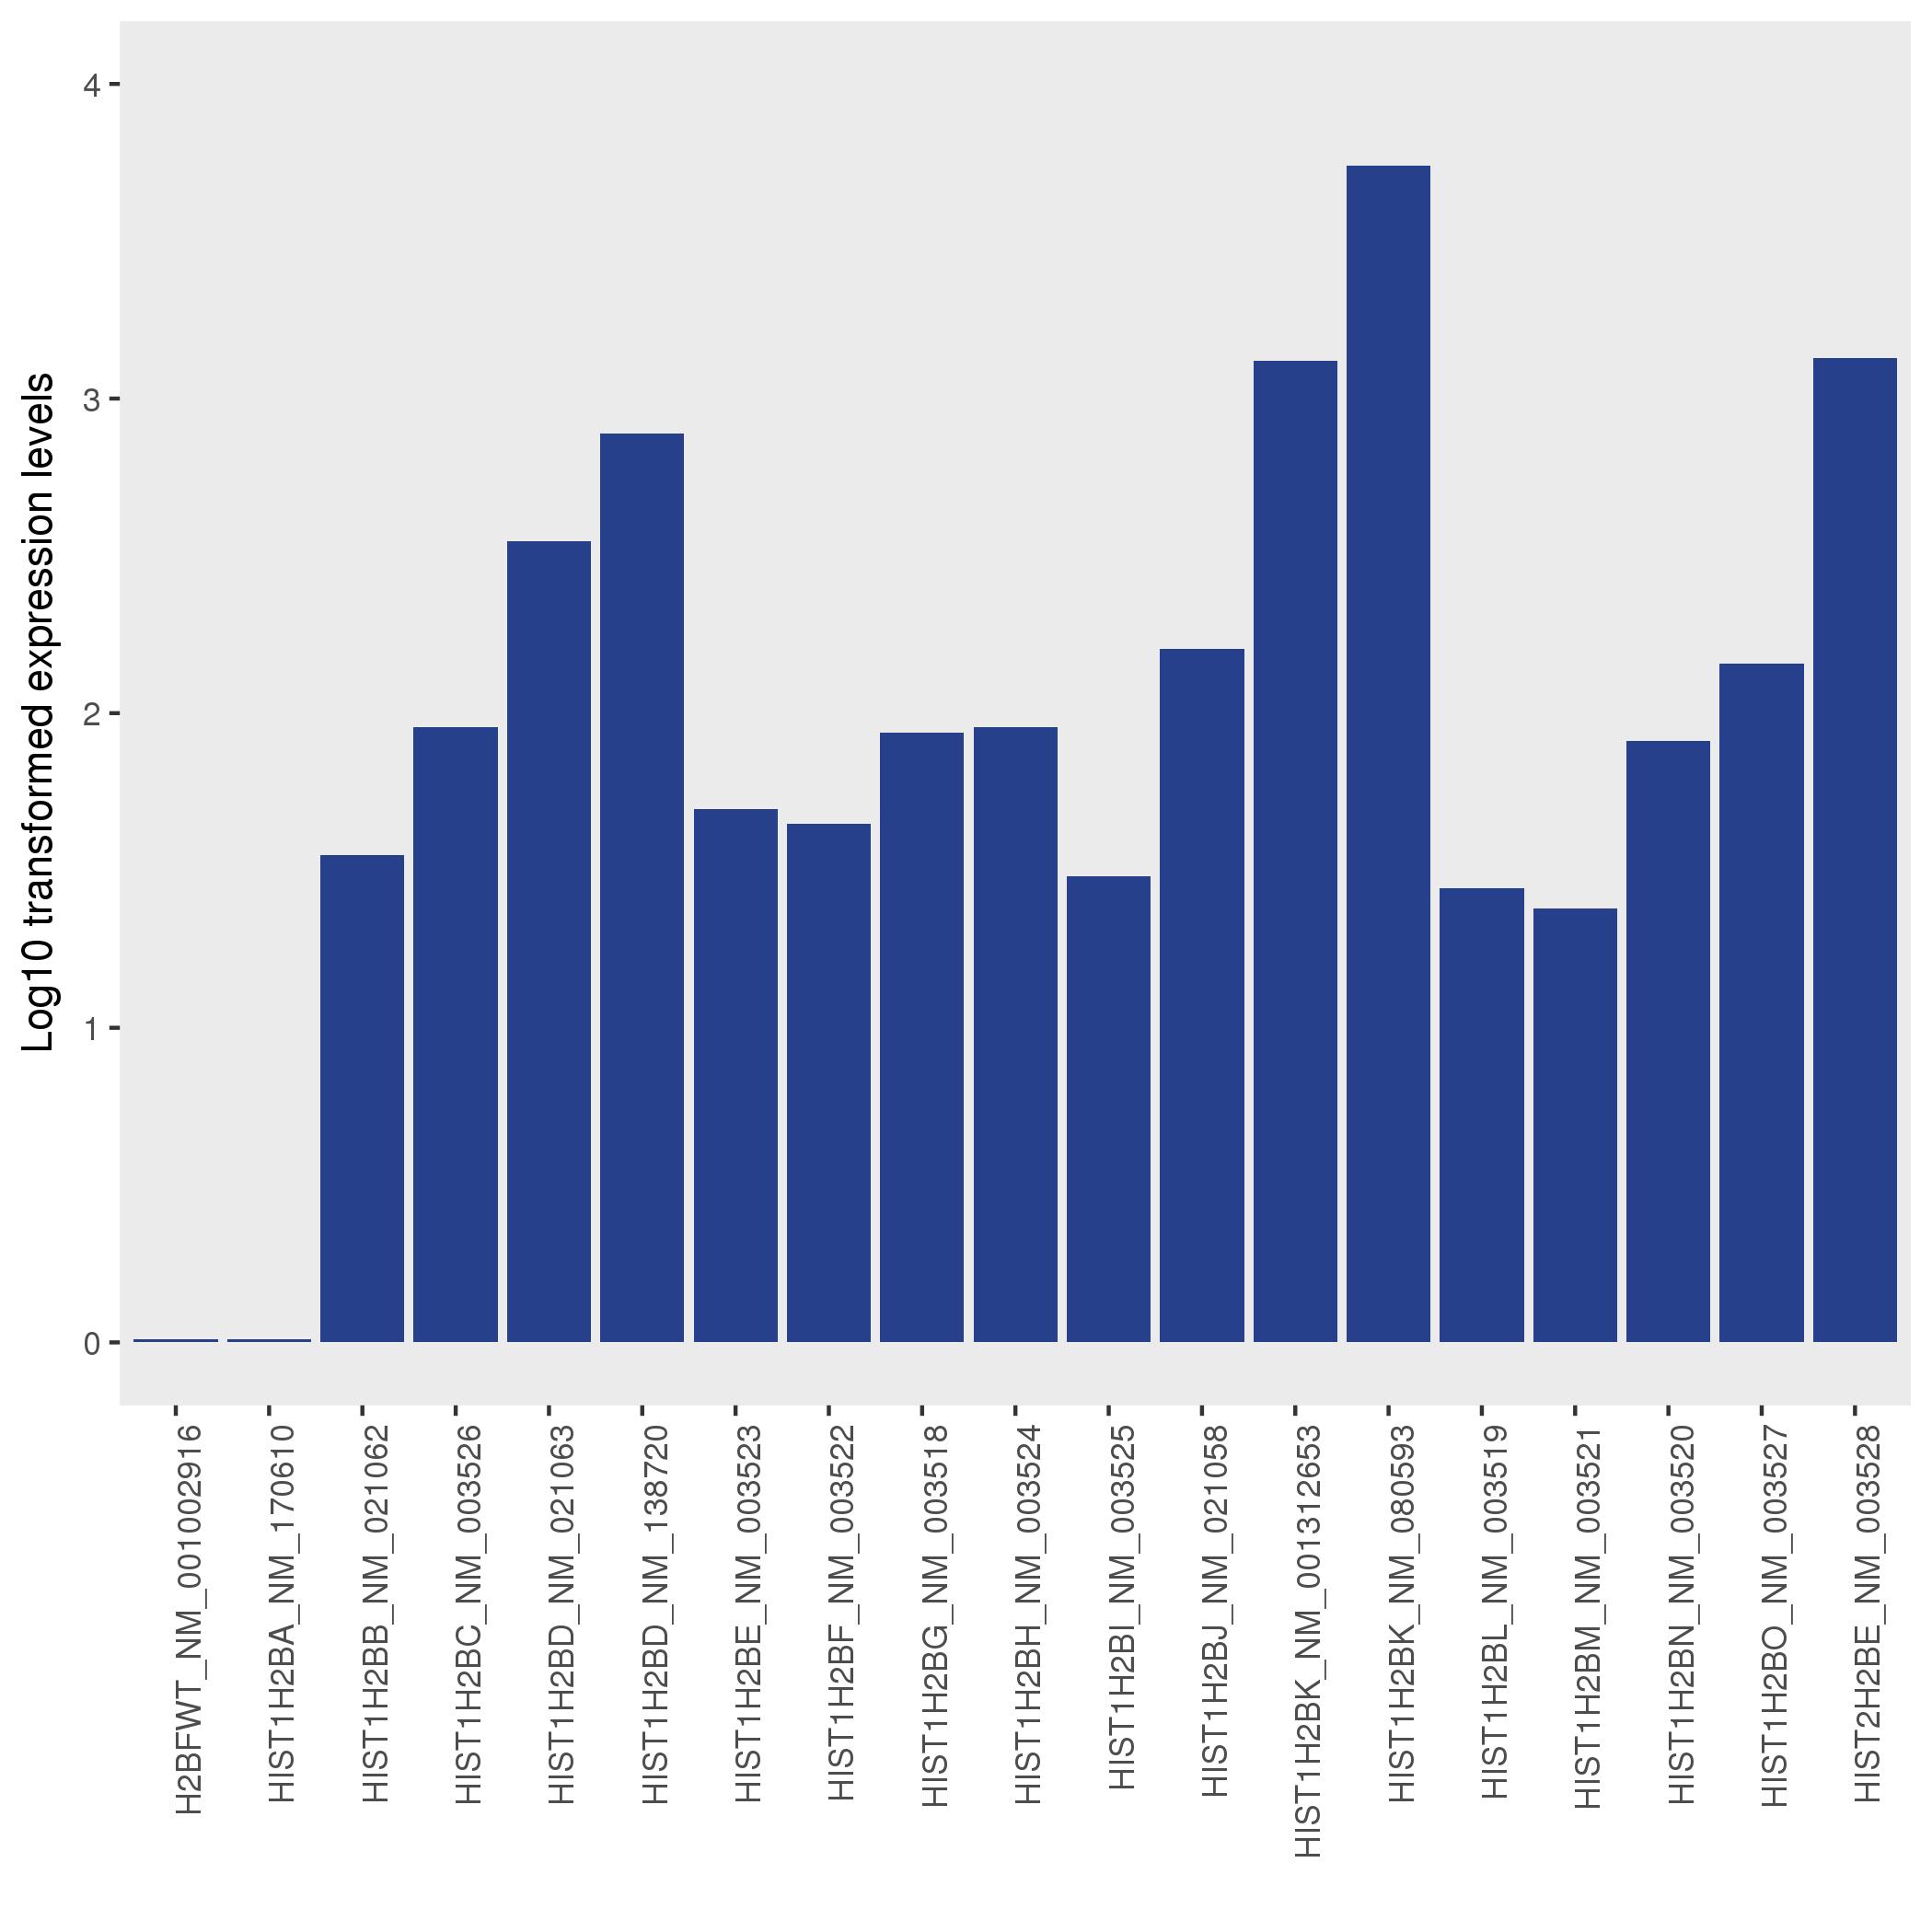 Log10 transformed expression levels
4
3
2
1
0
H2BFWT_NM_001002916
HIST1H2BA_NM_170610
HIST1H2BB_NM_021062
HIST1H2BC_NM_003526
HIST1H2BD_NM_021063
HIST1H2BD_NM_138720
HIST1H2BE_NM_003523
HIST1H2BF_NM_003522
HIST1H2BG_NM_003518
HIST1H2BH_NM_003524
HIST1H2BI_NM_003525
HIST1H2BJ_NM_021058
HIST1H2BK_NM_001312653
HIST1H2BK_NM_080593
HIST1H2BL_NM_003519
HIST1H2BM_NM_003521
HIST1H2BN_NM_003520
HIST1H2BO_NM_003527
HIST2H2BE_NM_003528